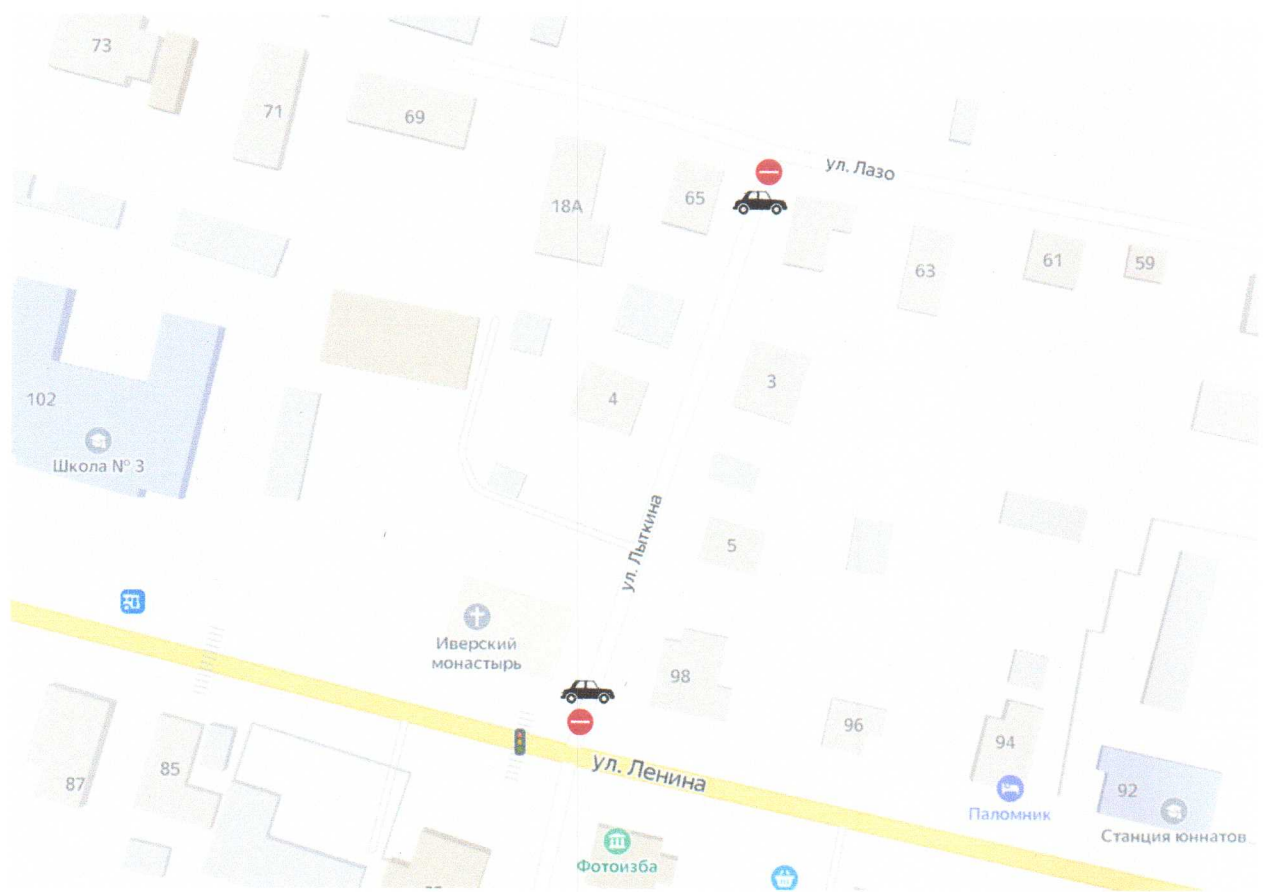 73
71
69
18А
65
ул. Лазо
63
61
59
102
Школа № 3
4
3
ул. Лыткина
5
Иверский
монастырь
98
96
94
92
87
85
ул. Ленина
Паломник
Станция юннатов
Фотоизба